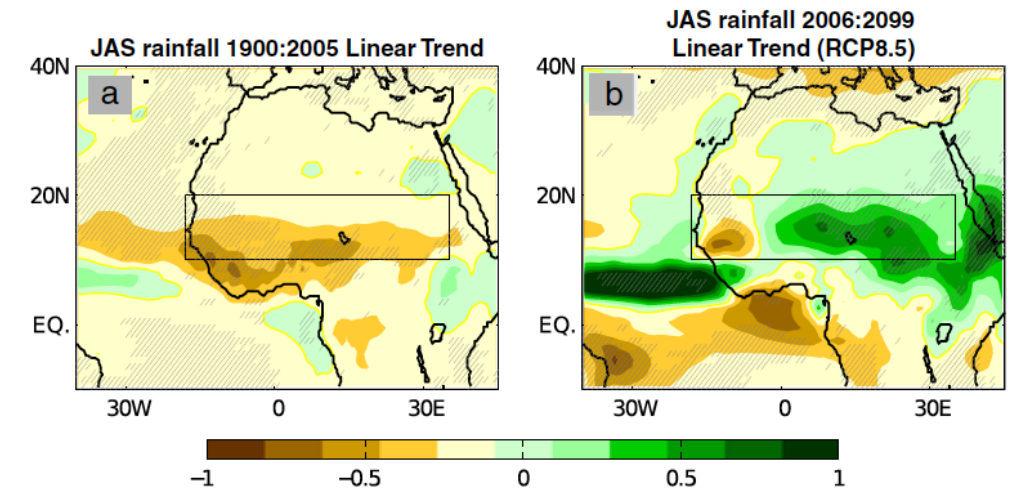 JAS rainfall 1900:2005 Linear Trend
JAS rainfall 2006:2099
Linear Trend (RCP8.5)
40N
a
20N
EQ.
30W 0 30E
40N
b
20N
EQ.
30W 0 30E
−1 −0.5 0 0.5 1